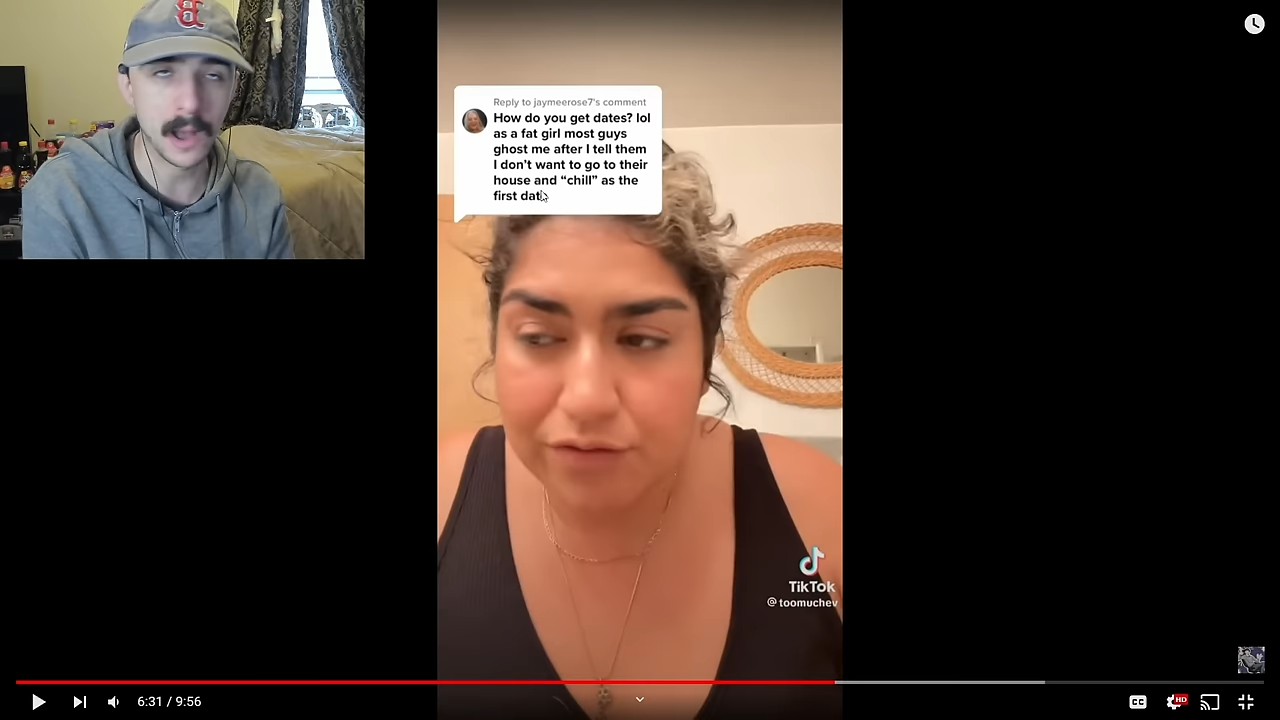 B
Reply to jaymeerose7's comment
How do you get dates? lol
as a fat girl most guys
ghost me after I tell them
I don't want to go to their
house and “chill” as the
first dat
TikTok
@toomuchev
6:31 / 9:56
CC
HD